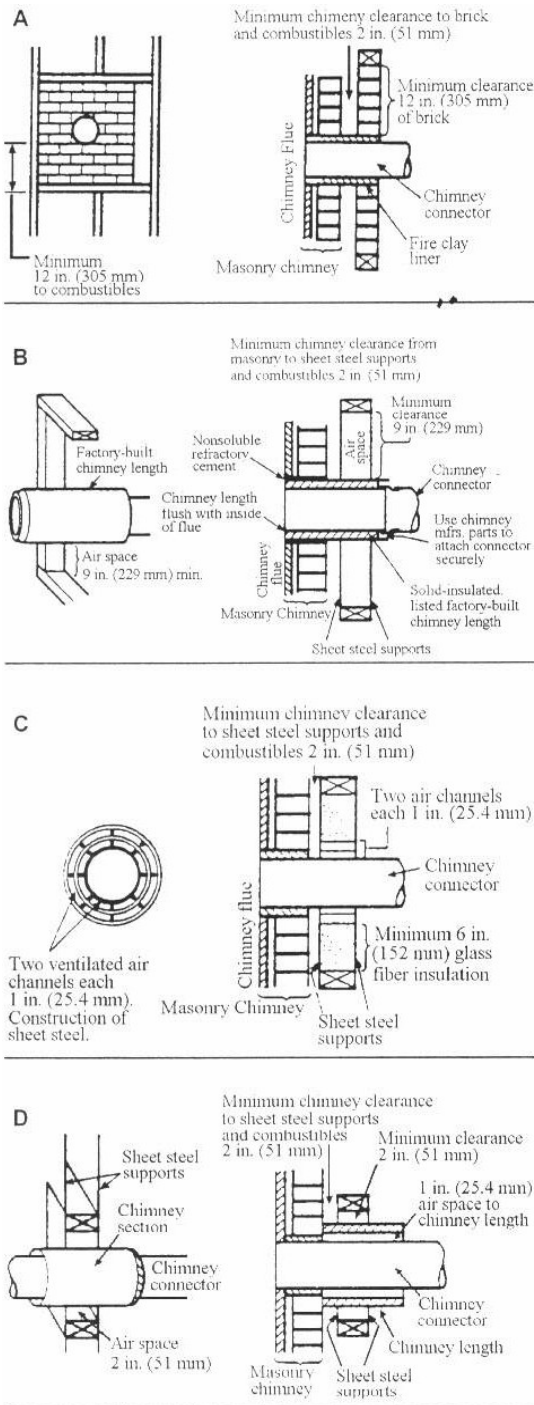 A
Minimum chimeny clearance to brick
and combustibles 2 in. (51 mm)
Minimum clearance
12 in. (305 mm)
of brick
Chimney Flue
Chimney
connector
Fire clay
liner
Masonry chimney
Minimum
12 in. (305 mm)
to combustibles
B
Minimum chimney clearance from
masonry to sheet steel supports
and combustibles 2 in. (51 mm)
Minimum
clearance
9 in. (229 mm)
Factory-built
chimney length
Nonsoluble
refractory
cement
Air
space
Chimney
connector
Chimney length
flush with inside
of flue
Use chimney
mfrs. parts to
attach connector
securely
Air space
9 in. (229 mm) min.
Chimney
flue
Masonry Chimney
Solid-insulated.
listed factory-built
chimney length
Sheet steel supports
C
Minimum chimney clearance
to sheet steel supports and
combustibles 2 in. (51 mm)
Two air channels
each 1 in. (25.4 mm)
Chimney
connector
Chimney flue
Two ventilated air
channels each
1 in. (25.4 mm).
Construction of
sheet steel.
Minimum 6 in.
(152 mm) glass
fiber insulation
Masonry Chimney
Sheet steel
supports
D
Minimum chimney clearance
to sheet steel supports
and combustibles
2 in. (51 mm)
Minimum clearance
2 in. (51 mm)
Sheet steel
supports
1 in. (25.4 mm)
air space to
chimney length
Chimney
section
Chimney
connector
Chimney
connector
Air space
2 in. (51 mm)
Chimney length
Masonry
chimney
Sheet steel
supports